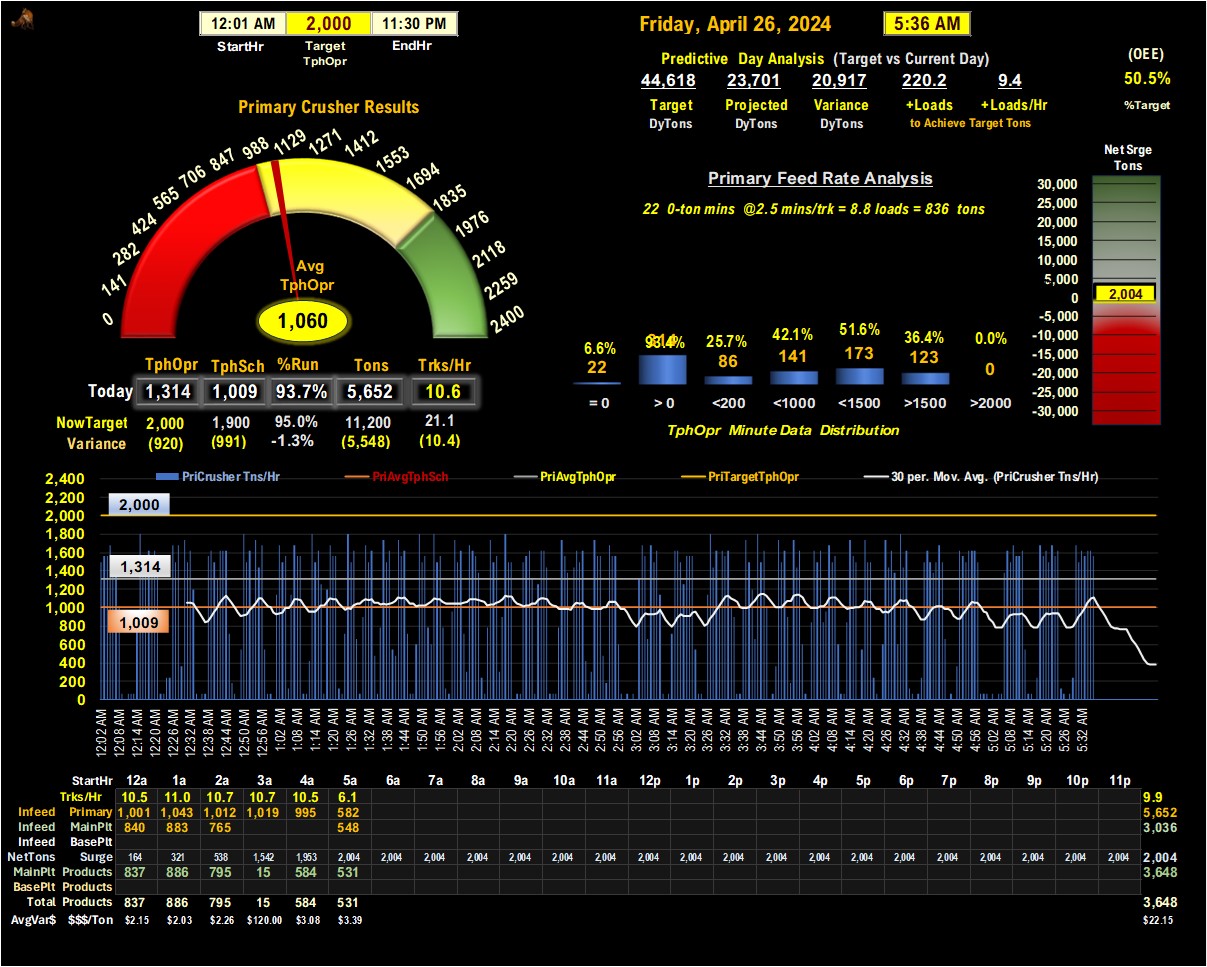 12:01 AM 2,000 11:30 PM
StartHr Target TphOpr EndHr
Friday, April 26, 2024 5:36 AM
Predictive Day Analysis (Target vs Current Day)
44,618 23,701 20,917 220.2 9.4
Target Projected Variance +Loads +Loads/Hr
DyTons DyTons DyTons to Achieve Target Tons
(OEE)
50.5%
%Target
Primary Crusher Results
0 141 282 424 565 706 847 988 1129 1271 1412 1553 1694 1835 1976 2118 2259 2400
Avg
TphOpr
1,060
TphOpr TphSch %Run Tons Trks/Hr
Today 1,314 1,009 93.7% 5,652 10.6
NowTarget 2,000 1,900 95.0% 11,200 21.1
Variance (920) (991) -1.3% (5,548) (10.4)
Primary Feed Rate Analysis
22 0-ton mins @2.5 mins/trk = 8.8 loads = 836 tons
6.6% 25.7% 42.1% 51.6% 36.4% 0.0%
22 86 141 173 123 0
= 0 > 0 <200 <1000 <1500 >1500 >2000
TphOpr Minute Data Distribution
Net Srge
Tons
30,000
25,000
20,000
15,000
10,000
5,000
0
2,004
-5,000
-10,000
-15,000
-20,000
-25,000
-30,000
PriCrusher Tns/Hr PriAvgTphSch PriAvgTphOpr PriTargetTphOpr 30 per. Mov. Avg. (PriCrusher Tns/Hr)
2,400
2,200
2,000
1,800
1,600
1,400
1,200
1,000
800
600
400
200
0
2,000
1,314
1,009
12:02 AM 12:08 AM 12:14 AM 12:20 AM 12:26 AM 12:32 AM 12:38 AM 12:44 AM 12:50 AM 12:56 AM 1:02 AM 1:08 AM 1:14 AM 1:20 AM 1:26 AM 1:32 AM 1:38 AM 1:44 AM 1:50 AM 1:56 AM 2:02 AM 2:08 AM 2:14 AM 2:20 AM 2:26 AM 2:32 AM 2:38 AM 2:44 AM 2:50 AM 2:56 AM 3:02 AM 3:08 AM 3:14 AM 3:20 AM 3:26 AM 3:32 AM 3:38 AM 3:44 AM 3:50 AM 3:56 AM 4:02 AM 4:08 AM 4:14 AM 4:20 AM 4:26 AM 4:32 AM 4:38 AM 4:44 AM 4:50 AM 4:56 AM 5:02 AM 5:08 AM 5:14 AM 5:20 AM 5:26 AM 5:32 AM
StartHr 12a 1a 2a 3a 4a 5a 6a 7a 8a 9a 10a 11a 12p 1p 2p 3p 4p 5p 6p 7p 8p 9p 10p 11p
Trks/Hr 10.5 11.0 10.7 10.7 10.5 6.1 9.9
Infeed Primary 1,001 1,043 1,012 1,019 995 582 5,652
Infeed MainPlt 840 883 765 548 3,036
Infeed BasePlt
NetTons Surge 164 321 538 1,542 1,953 2,004 2,004 2,004 2,004 2,004 2,004 2,004 2,004 2,004 2,004 2,004 2,004 2,004 2,004 2,004 2,004 2,004 2,004 2,004 2,004
MainPlt Products 837 886 795 15 584 531 3,648
BasePlt Products
Total Products 837 886 795 15 584 531 3,648
AvgVar$ $$$/Ton $2.15 $2.03 $2.26 $120.00 $3.08 $3.39 $22.15